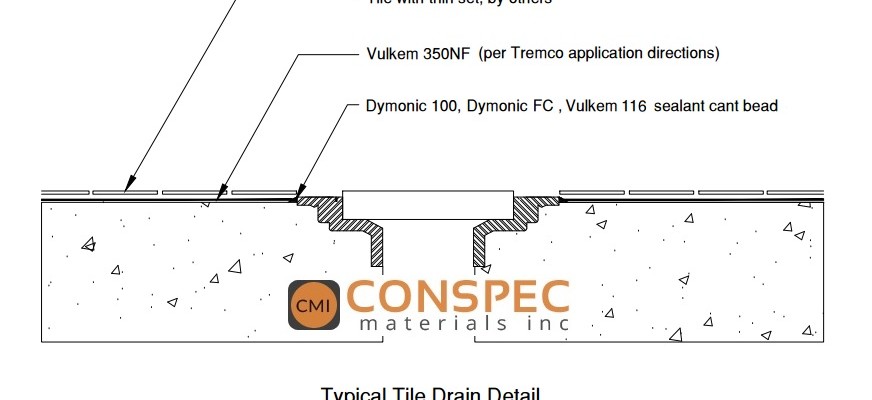 Tile with thin set, by others
Vulkem 350NF (per Tremco application directions)
Dymonic 100, Dymonic FC , Vulkem 116 sealant cant bead
CMI
CONSPEC
materials inc
Typical Tile Drain Detail